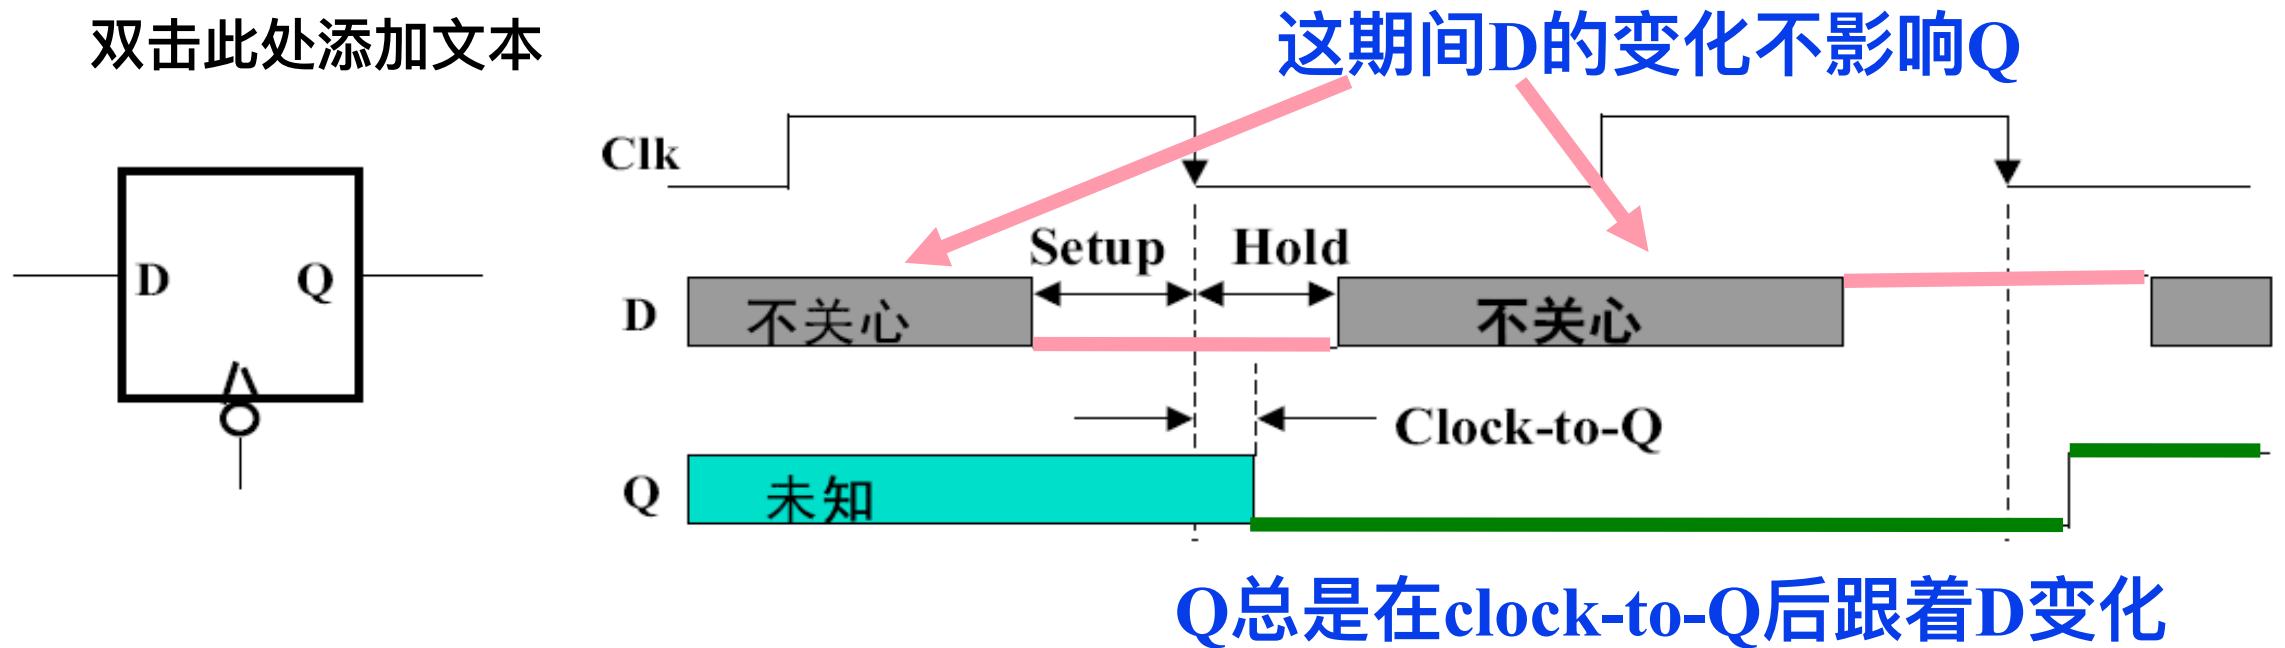 双击此处添加文本
这期间D的变化不影响Q
Clk
Setup
Hold
D
Q
D
不关心
不关心
Clock-to-Q
Q
未知
Q总是在clock-to-Q后跟着D变化